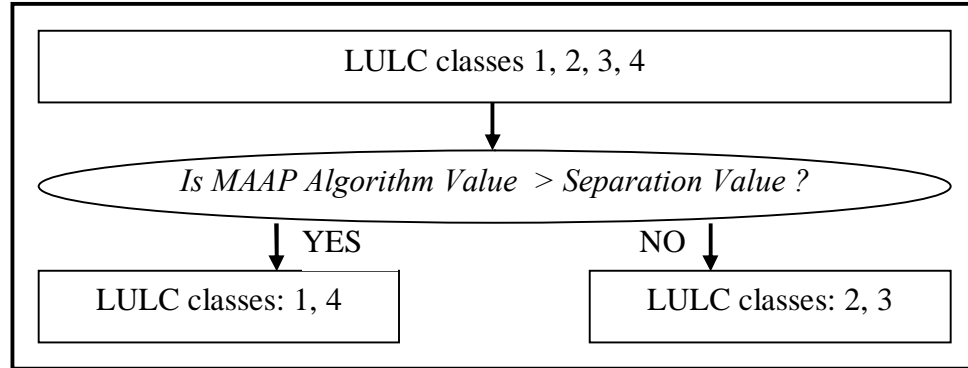 LULC classes 1, 2, 3, 4
Is MAAP Algorithm Value > Separation Value ?
YES
NO
LULC classes: 1, 4
LULC classes: 2, 3